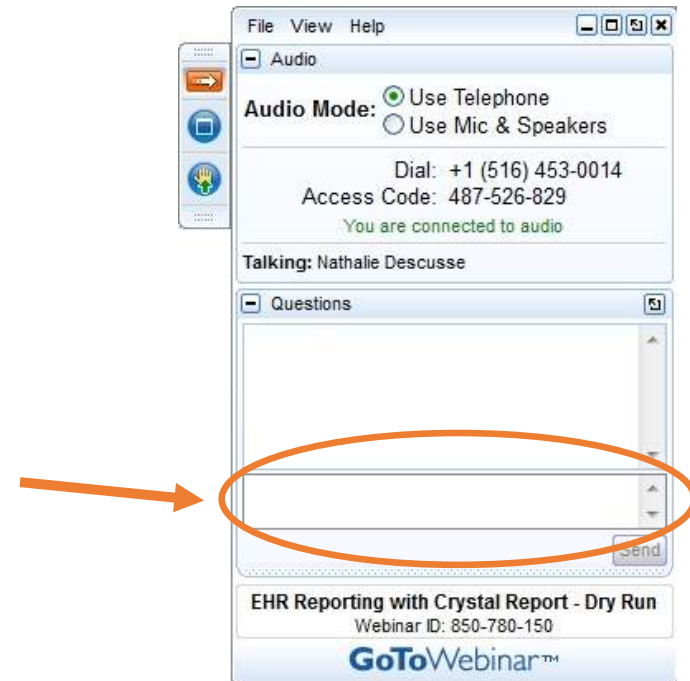 File View Help
Audio
Audio Mode: Use Telephone
Use Mic & Speakers
Dial: +1 (516) 453-0014
Access Code: 487-526-829
You are connected to audio
Talking: Nathalie Descusse
Questions
Send
EHR Reporting with Crystal Report - Dry Run
Webinar ID: 850-780-150
GoToWebinar™